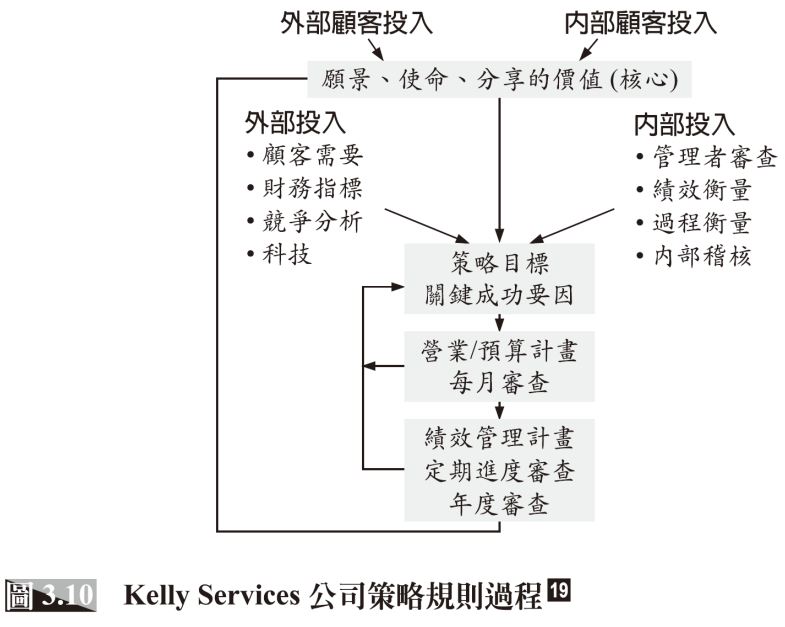 外部顧客投入
內部顧客投入
願景、使命、分享的價值(核心)
外部投入
•顧客需要
•財務指標
•競爭分析
•科技
內部投入
•管理者審查
•績效衡量
•過程衡量
•內部稽核
策略目標
關鍵成功要因
營業/預算計畫
每月審查
績效管理計畫
定期進度審查
年度審查
圖 3.10 Kelly Services 公司策略規則過程 19